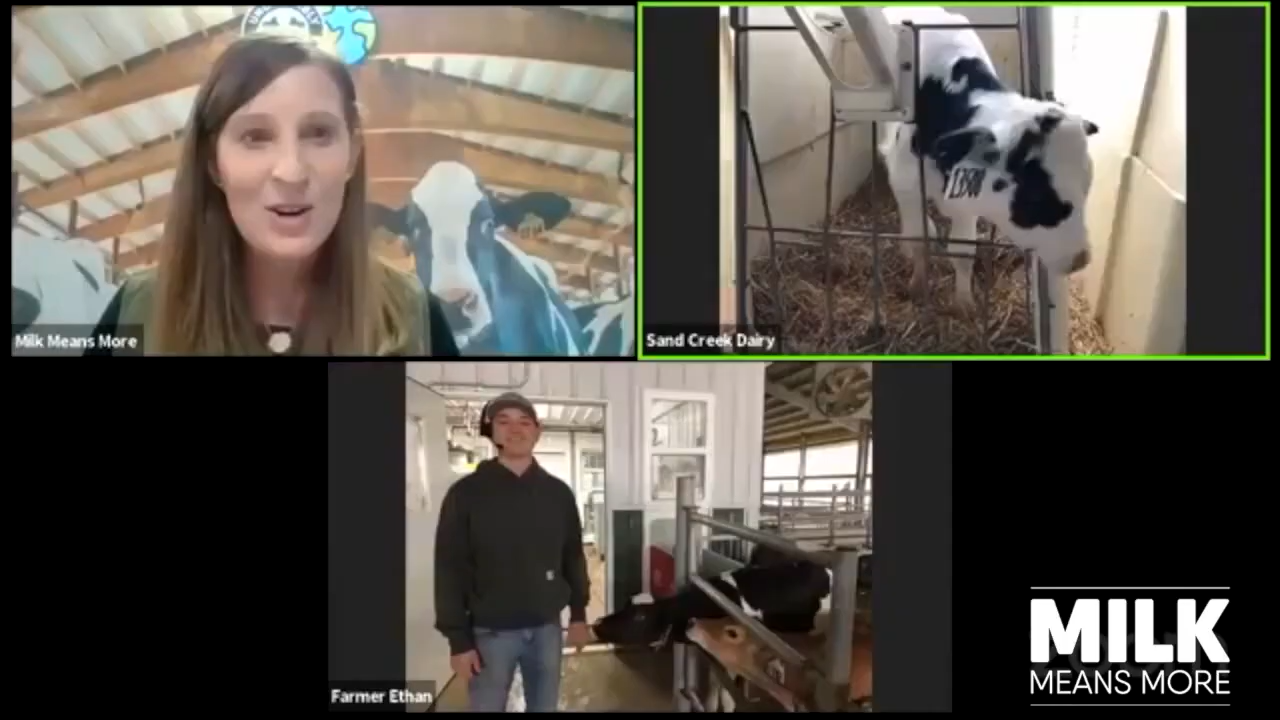 Milk Means More
Sand Creek Dairy
Farmer Ethan
MILK
MEANS MORE